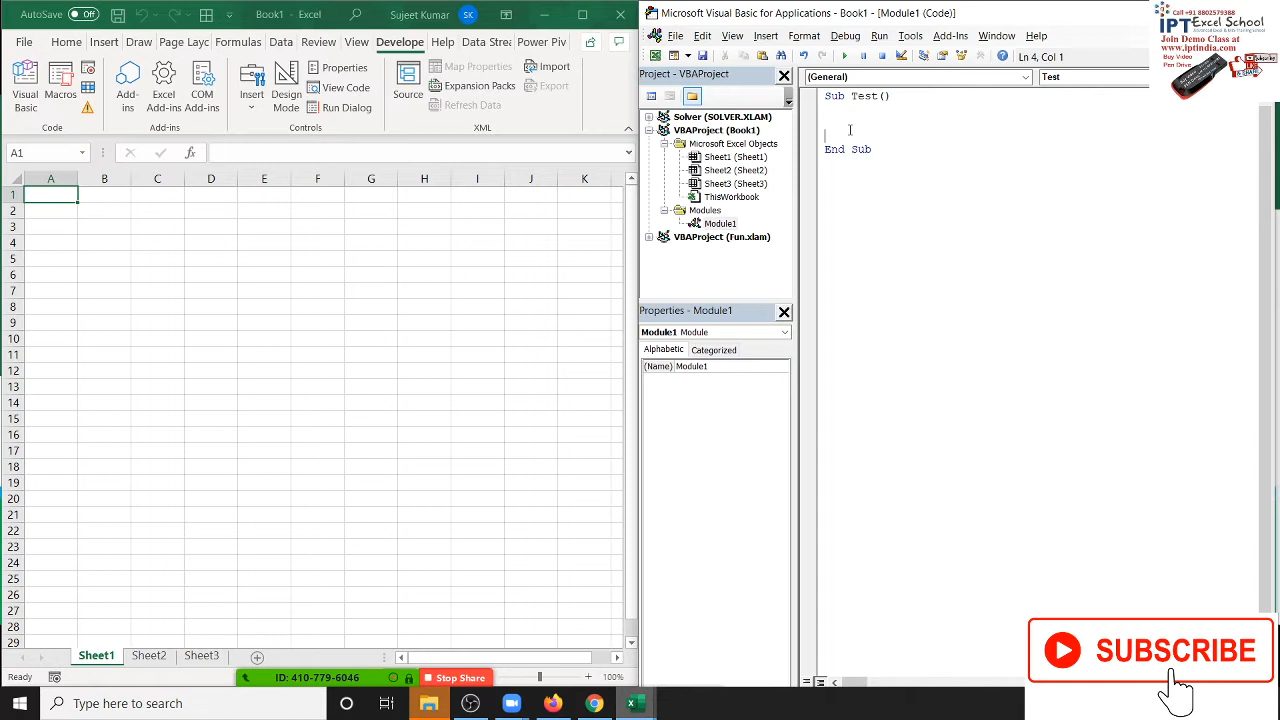 AutoSave Off Book1 - Excel Sujeet Kumar SK
File Home Insert Draw Page Layout Formulas Data Review View Developer Help
Visual Basic Macros Code
Add-ins Excel Add-ins COM Add-ins Add-ins
Insert Design Mode Properties View Code Run Dialog Controls
Source Map Properties Expansion Packs Refresh Data Import Export XML
A1 fx
A B C D E F G H I J K
1
2
3
4
5
6
7
8
9
10
11
12
13
14
15
16
17
18
19
20
21
22
23
24
25
26
27
28
29
Sheet1 Sheet2 Sheet3
Ready ID: 410-779-6046 Stop Share 100%
Microsoft Visual Basic for Applications - Book1 - [Module1 (Code)]
File Edit View Insert Format Debug Run Tools Add-Ins Window Help
Ln 4, Col 1
Project - VBAProject
Solver (SOLVER.XLAM)
VBAProject (Book1)
Microsoft Excel Objects
Sheet1 (Sheet1)
Sheet2 (Sheet2)
Sheet3 (Sheet3)
ThisWorkbook
Modules
Module1
VBAProject (Fun.xlam)
Properties - Module1
Module1 Module
Alphabetic Categorized
(Name) Module1
(General) Test
Sub Test()
End Sub
Call +91 8802579388
IPT Excel School
Join Demo Class at
www.iptindia.com
Buy Video
Pen Drive
SUBSCRIBE
Type here to search